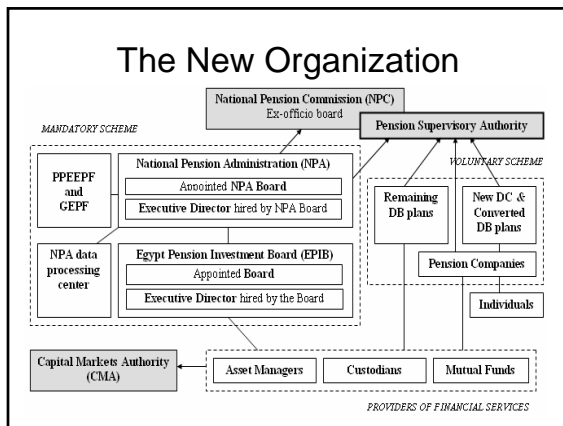 The New Organization
National Pension Commission (NPC)
Ex-officio board
MANDATORY SCHEME
Pension Supervisory Authority
National Pension Administration (NPA)
VOLUNTARY SCHEME
PPEEPF
and
GEPF
Appointed NPA Board
Executive Director hired by NPA Board
Remaining
DB plans
New DC &
Converted
DB plans
NPA data
processing
center
Egypt Pension Investment Board (EPIB)
Appointed Board
Executive Director hired by the Board
Pension Companies
Individuals
Capital Markets Authority
(CMA)
Asset Managers
Custodians
Mutual Funds
PROVIDERS OF FINANCIAL SERVICES